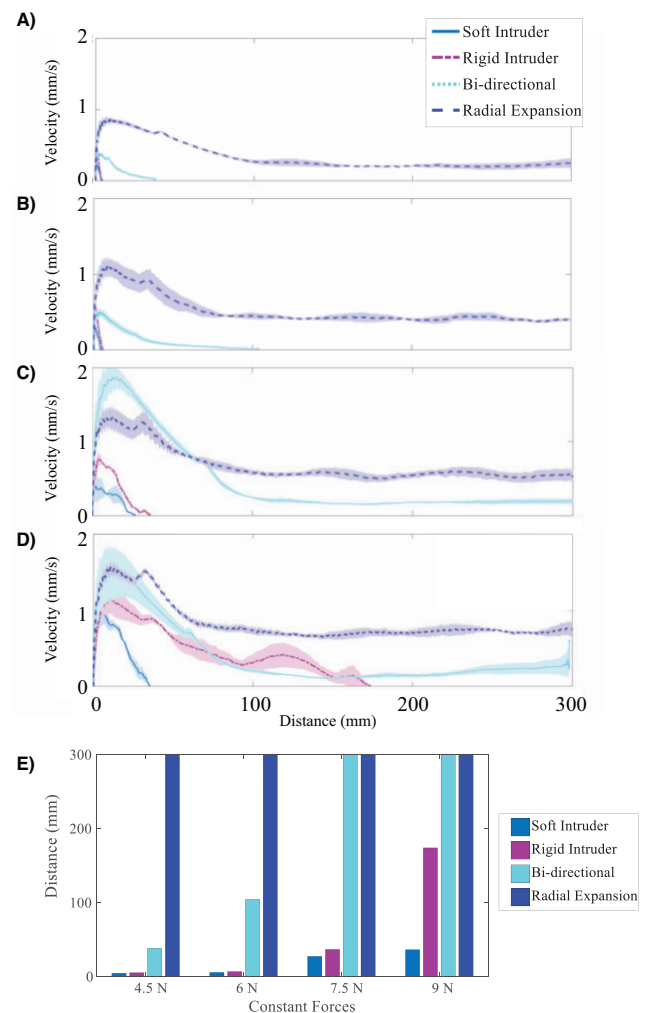 A)
2
1
0
Velocity (mm/s)
Soft Intruder
Rigid Intruder
Bi-directional
Radial Expansion
B)
2
1
0
Velocity (mm/s)
C)
2
1
0
Velocity (mm/s)
D)
2
1
0
Velocity (mm/s)
0 100 200 300
Distance (mm)
E)
300
200
100
0
Distance (mm)
4.5 N 6 N 7.5 N 9 N
Constant Forces
Soft Intruder
Rigid Intruder
Bi-directional
Radial Expansion